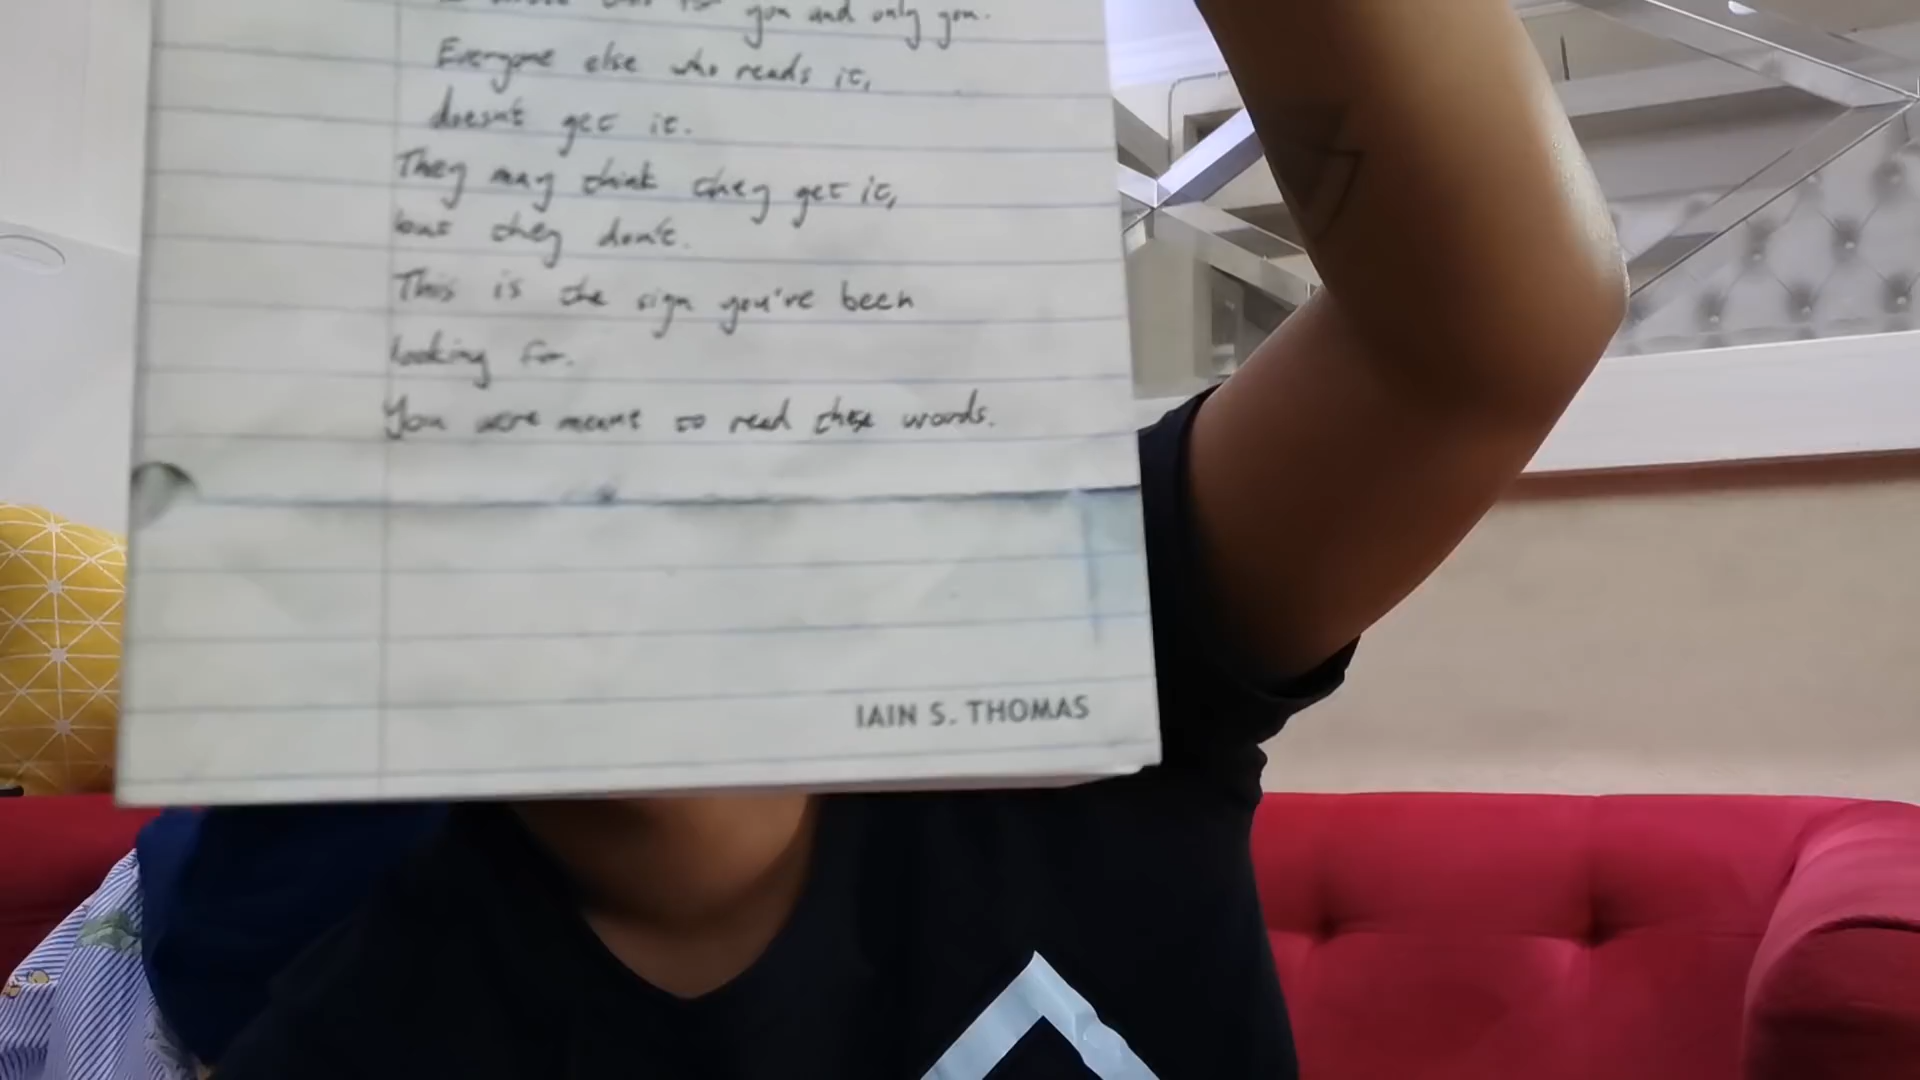 you and only you.
Everyone else who reads it,
doesn't get it.
They may think they get it,
but they don't.
This is the sign you've been
looking for.
You were meant to read these words.
IAIN S. THOMAS